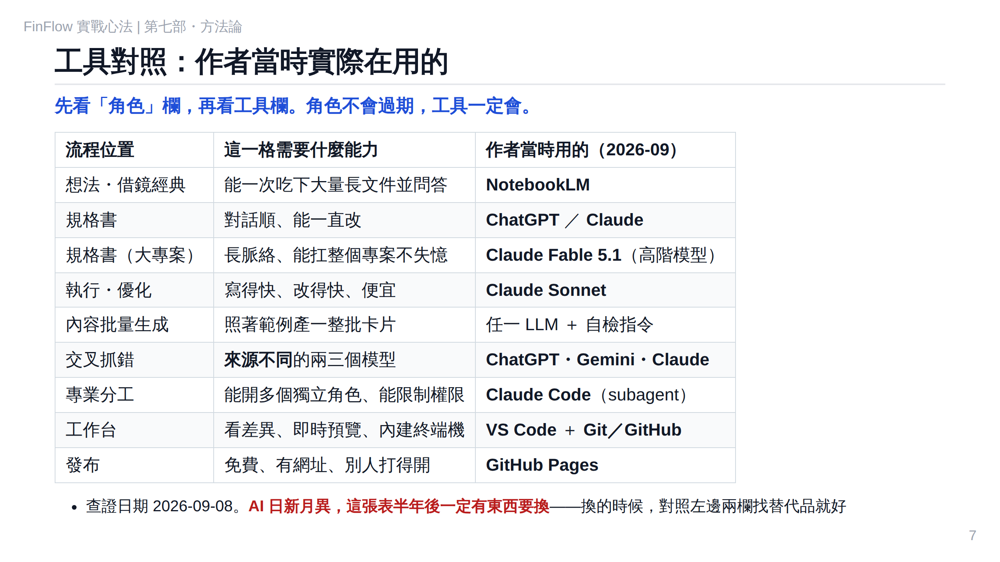 FinFlow 實戰心法 | 第七部・方法論
工具對照：作者當時實際在用的
先看「角色」欄，再看工具欄。角色不會過期，工具一定會。
流程位置 這一格需要什麼能力 作者當時用的（2026-09）
想法・借鏡經典 能一次吃下大量長文件並問答 NotebookLM
規格書 對話順、能一直改 ChatGPT ／ Claude
規格書（大專案） 長脈絡、能扛整個專案不失憶 Claude Fable 5.1（高階模型）
執行・優化 寫得快、改得快、便宜 Claude Sonnet
內容批量生成 照著範例產一整批卡片 任一 LLM ＋ 自檢指令
交叉抓錯 來源不同的兩三個模型 ChatGPT・Gemini・Claude
專業分工 能開多個獨立角色、能限制權限 Claude Code（subagent）
工作台 看差異、即時預覽、內建終端機 VS Code ＋ Git／GitHub
發布 免費、有網址、別人打得開 GitHub Pages
• 查證日期 2026-09-08。AI 日新月異，這張表半年後一定有東西要換——換的時候，對照左邊兩欄找替代品就好
7